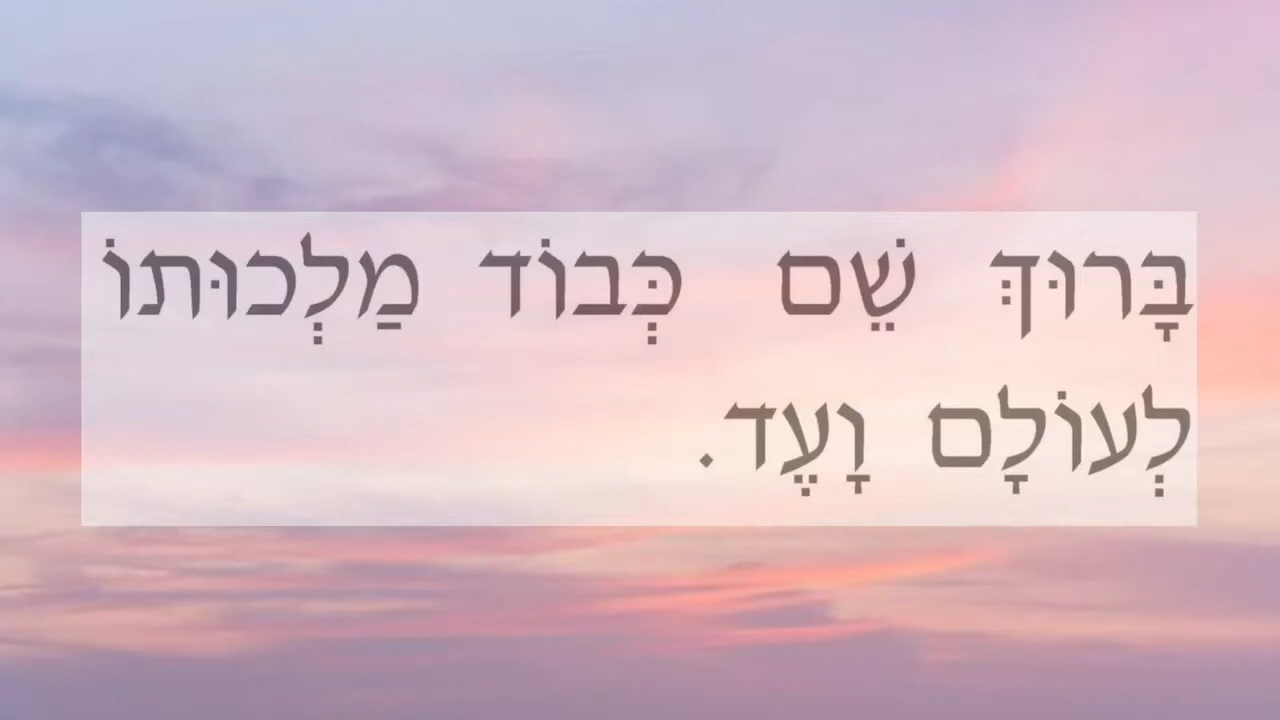 בָּרוּךְּ שֵׁם כְּבוֹד מַלְכוּתוֹ
לְעוֹלָם וָעֶד.